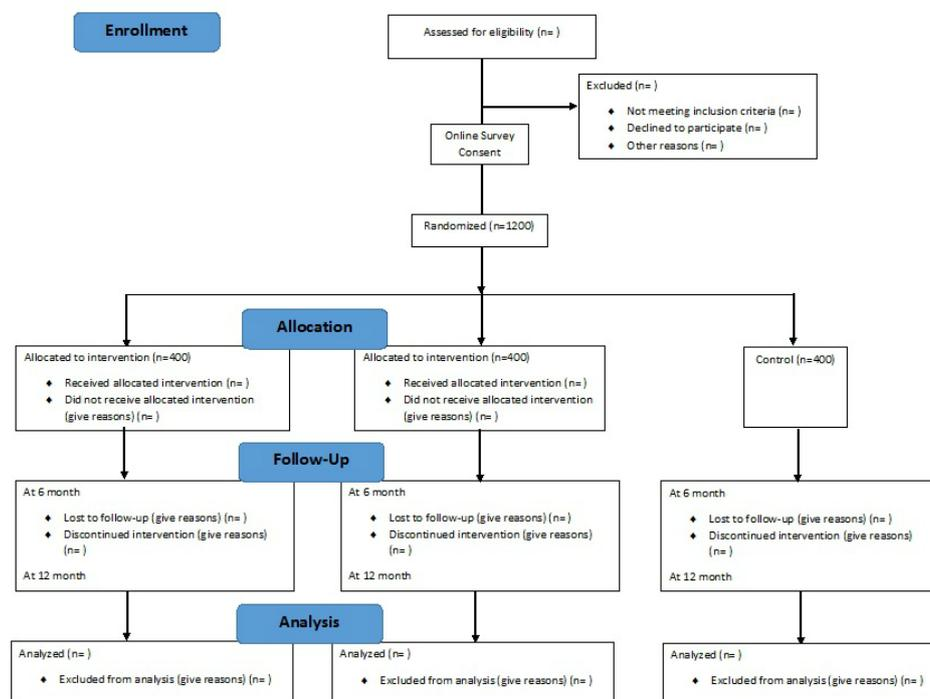 Enrollment
Assessed for eligibility (n= )
Excluded (n= )
♦ Not meeting inclusion criteria (n= )
♦ Declined to participate (n= )
♦ Other reasons (n= )
Online Survey
Consent
Randomized (n=1200)
Allocation
Allocated to intervention (n=400)
♦ Received allocated intervention (n= )
♦ Did not receive allocated intervention
(give reasons) (n= )
Allocated to intervention (n=400)
♦ Received allocated intervention (n= )
♦ Did not receive allocated intervention
(give reasons) (n= )
Control (n=400)
Follow-Up
At 6 month
♦ Lost to follow-up (give reasons) (n= )
♦ Discontinued intervention (give reasons)
(n= )
At 12 month
At 6 month
♦ Lost to follow-up (give reasons) (n= )
♦ Discontinued intervention (give reasons)
(n= )
At 12 month
At 6 month
♦ Lost to follow-up (give reasons) (n= )
♦ Discontinued intervention (give reasons)
(n= )
At 12 month
Analysis
Analyzed (n= )
♦ Excluded from analysis (give reasons) (n= )
Analyzed (n= )
♦ Excluded from analysis (give reasons) (n= )
Analyzed (n= )
♦ Excluded from analysis (give reasons) (n= )